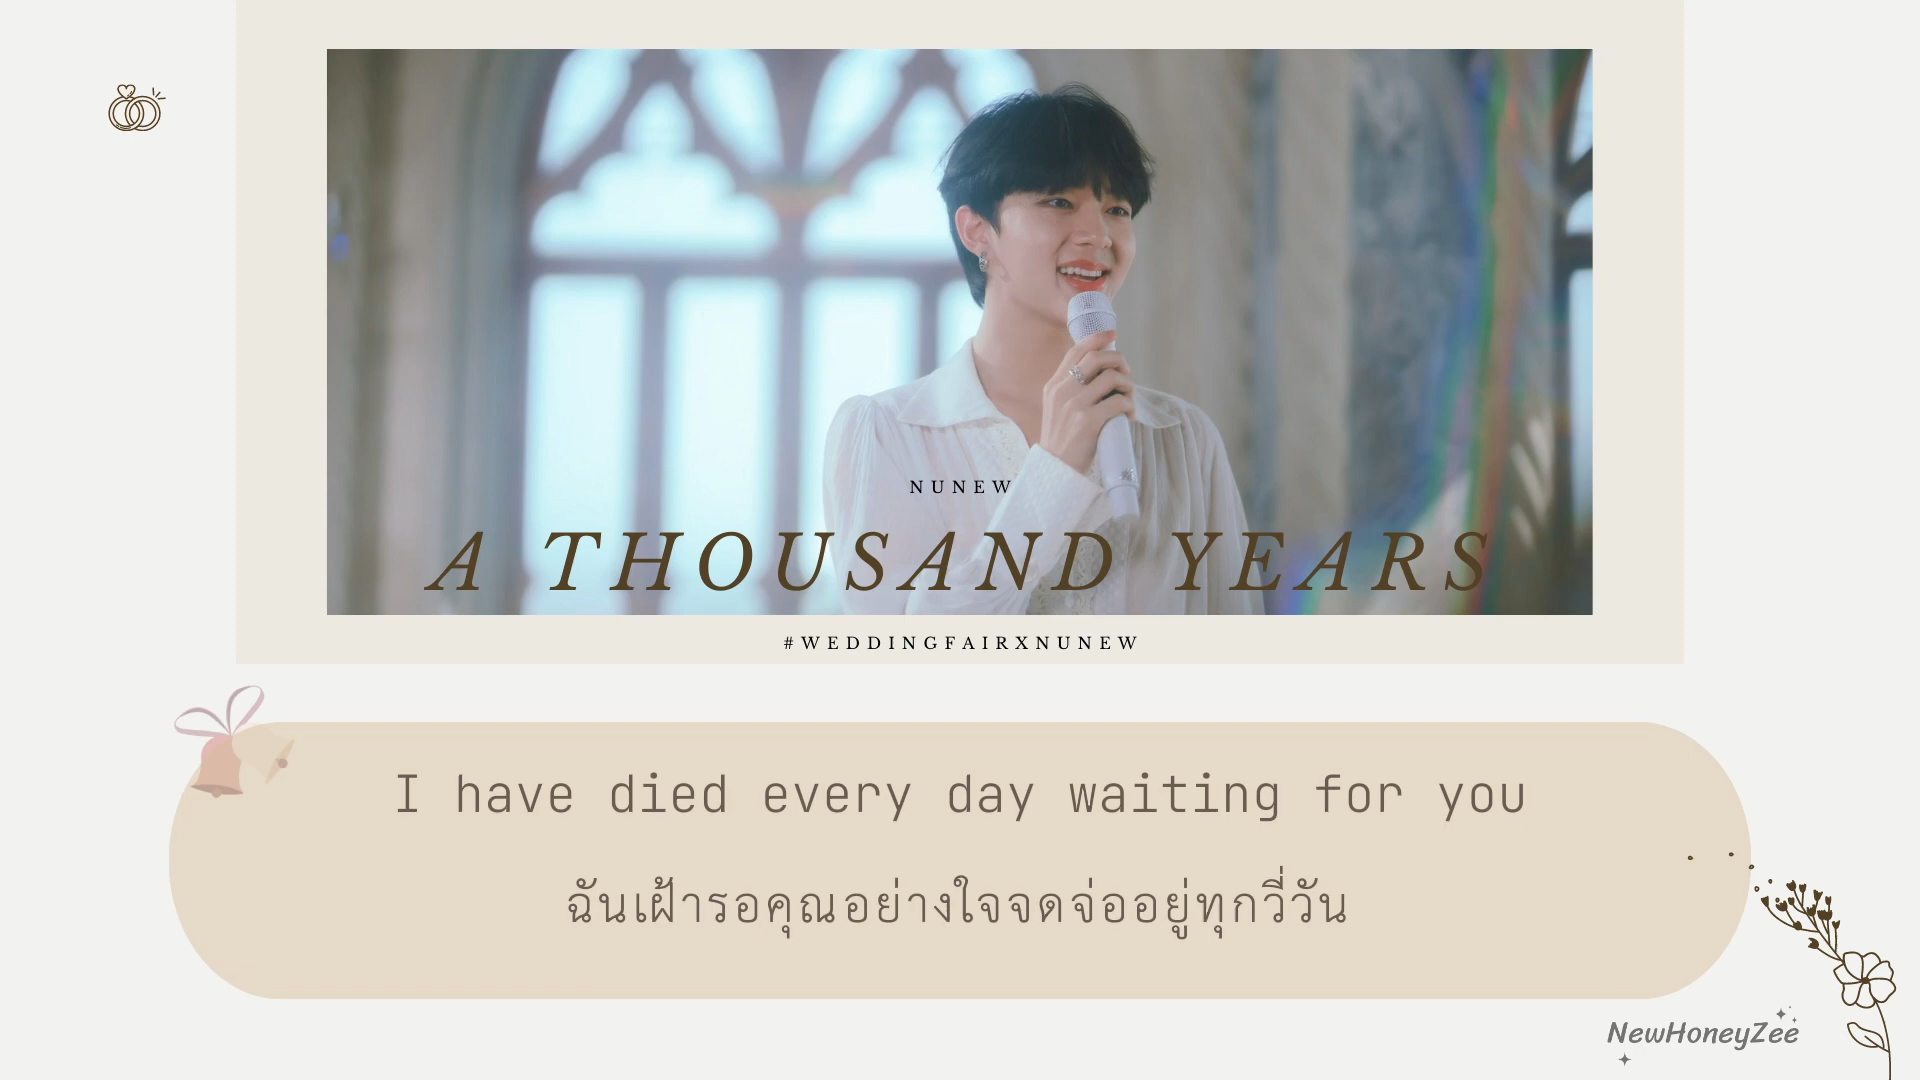 NUNEW
A THOUSAND YEARS
#WEDDINGFAIRXNUNEW
I have died every day waiting for you
ฉันเฝ้ารอคุณอย่างใจจดจ่ออยู่ทุกวี่วัน
NewHoneyZee